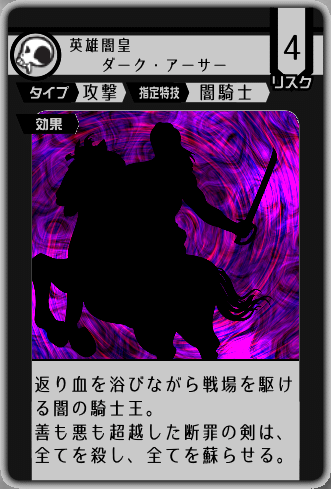 英雄闇皇
ダーク・アーサー
4
リスク
タイプ 攻撃 指定特技 闇騎士
効果
返り血を浴びながら戦場を駆け
る闇の騎士王。
善も悪も超越した断罪の剣は、
全てを殺し、全てを蘇らせる。